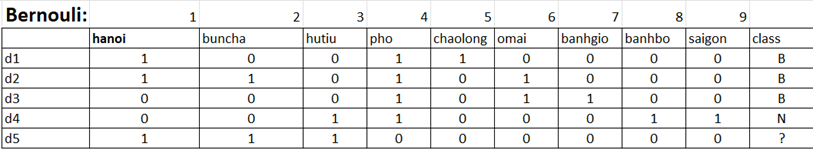 Bernouli: 1 2 3 4 5 6 7 8 9
hanoi buncha hutiu pho chaolong omai banhgio banhbo saigon class
d1 1 0 0 1 1 0 0 0 0 B
d2 1 1 0 1 0 1 0 0 0 B
d3 0 0 0 1 0 1 1 0 0 B
d4 0 0 1 1 0 0 0 1 1 N
d5 1 1 1 0 0 0 0 0 0 ?